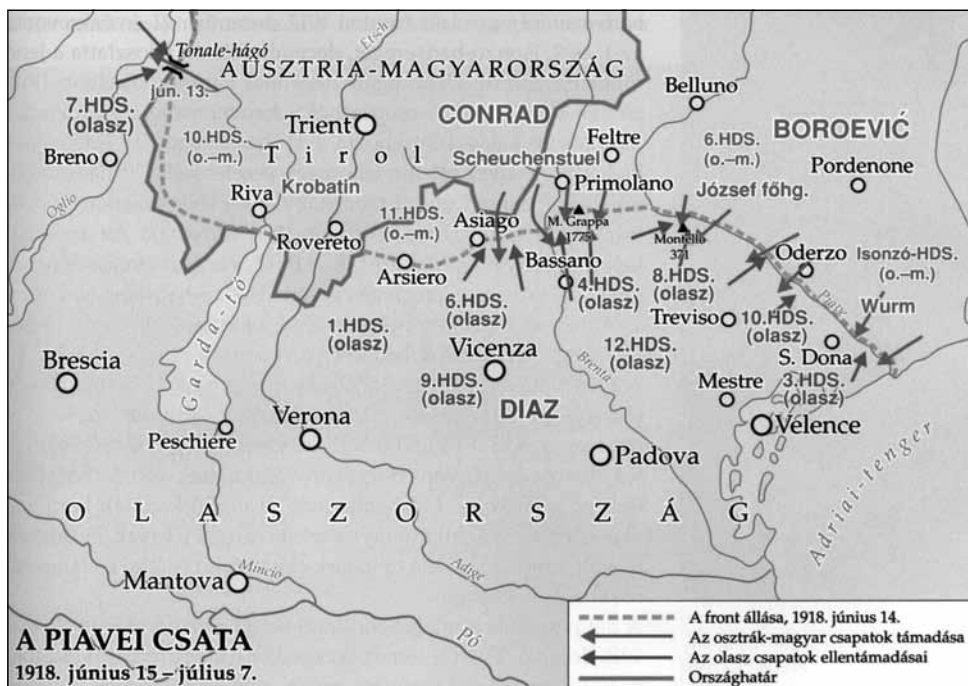 Tonale-hágó
AUSZTRIA-MAGYARORSZÁG
Etsch
jún. 13.
7.HDS.
(olasz)
Belluno
CONRAD
BOROEVIĆ
Trient
Feltre
6.HDS.
(o.–m.)
Breno
10.HDS.
(o.–m.)
Tirol
Scheuchenstuel
Pordenone
Krobatin
Primolano
József főhg.
Oglio
Riva
11.HDS.
(o.–m.)
Asiago
M. Grappa
1775
Rovereto
Montello
371
Oderzo
Isonzó-HDS.
(o.–m.)
Arsiero
Bassano
4.HDS.
(olasz)
8.HDS.
(olasz)
Piave
Garda-tó
6.HDS.
(olasz)
Wurm
1.HDS.
(olasz)
Treviso
10.HDS.
(olasz)
Brescia
Vicenza
12.HDS.
(olasz)
S. Dona
9.HDS.
(olasz)
Brenta
Mestre
3.HDS.
(olasz)
DIAZ
Peschiere
Verona
Velence
Padova
Adriai-tenger
OLASZORSZÁG
Mantova
Mincio
Adige
Pó
A PIAVEI CSATA
1918. június 15 – július 7.
A front állása, 1918. június 14.
Az osztrák-magyar csapatok támadása
Az olasz csapatok ellentámadásai
Országhatár